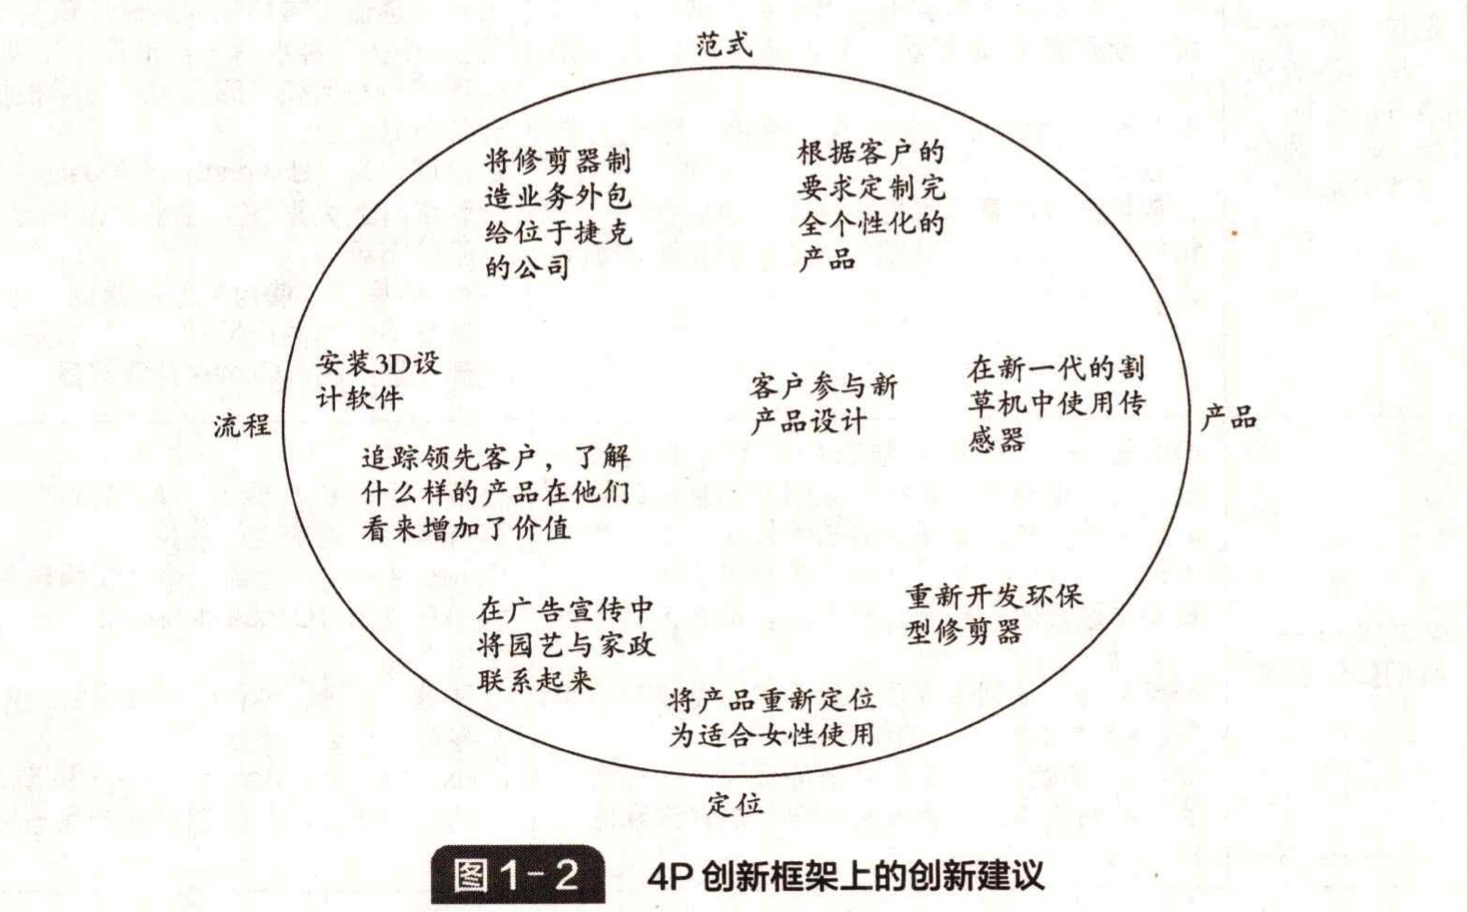 范式
将修剪器制
造业务外包
给位于捷克
的公司
根据客户的
要求定制完
全个性化的
产品
安装3D设
计软件
流程
客户参与新
产品设计
在新一代的割
草机中使用传
感器
产品
追踪领先客户，了解
什么样的产品在他们
看来增加了价值
在广告宣传中
将园艺与家政
联系起来
重新开发环保
型修剪器
将产品重新定位
为适合女性使用
定位
图1-2 4P创新框架上的创新建议